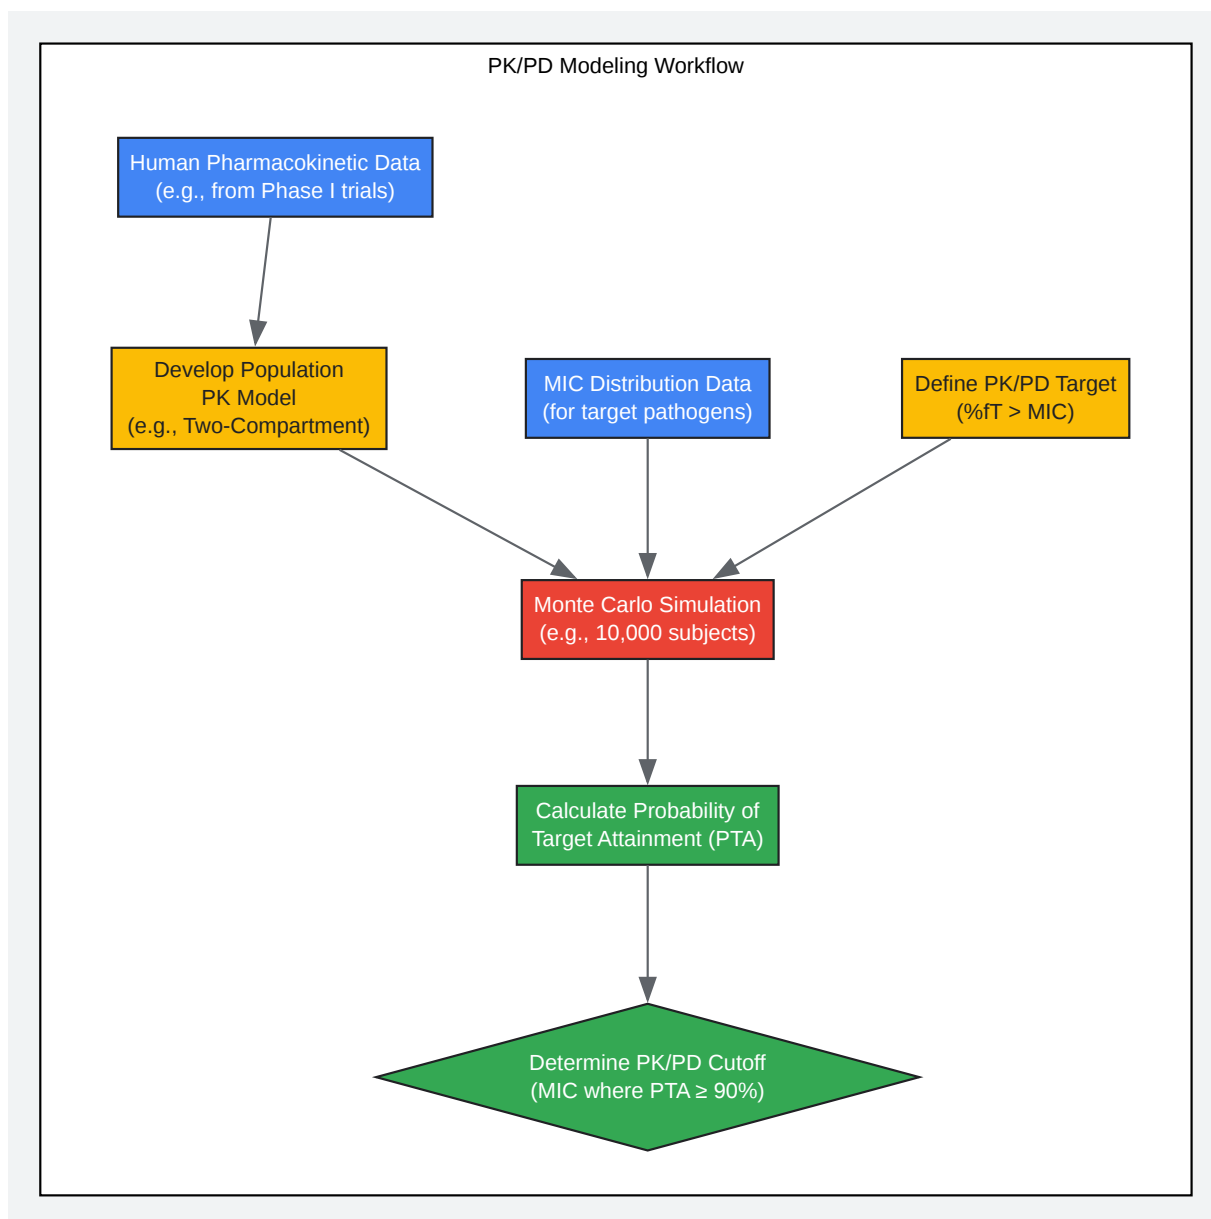 PK/PD Modeling Workflow
Human Pharmacokinetic Data
(e.g., from Phase I trials)
Develop Population
PK Model
(e.g., Two-Compartment)
MIC Distribution Data
(for target pathogens)
Define PK/PD Target
(%fT > MIC)
Monte Carlo Simulation
(e.g., 10,000 subjects)
Calculate Probability of
Target Attainment (PTA)
Determine PK/PD Cutoff
(MIC where PTA ≥ 90%)